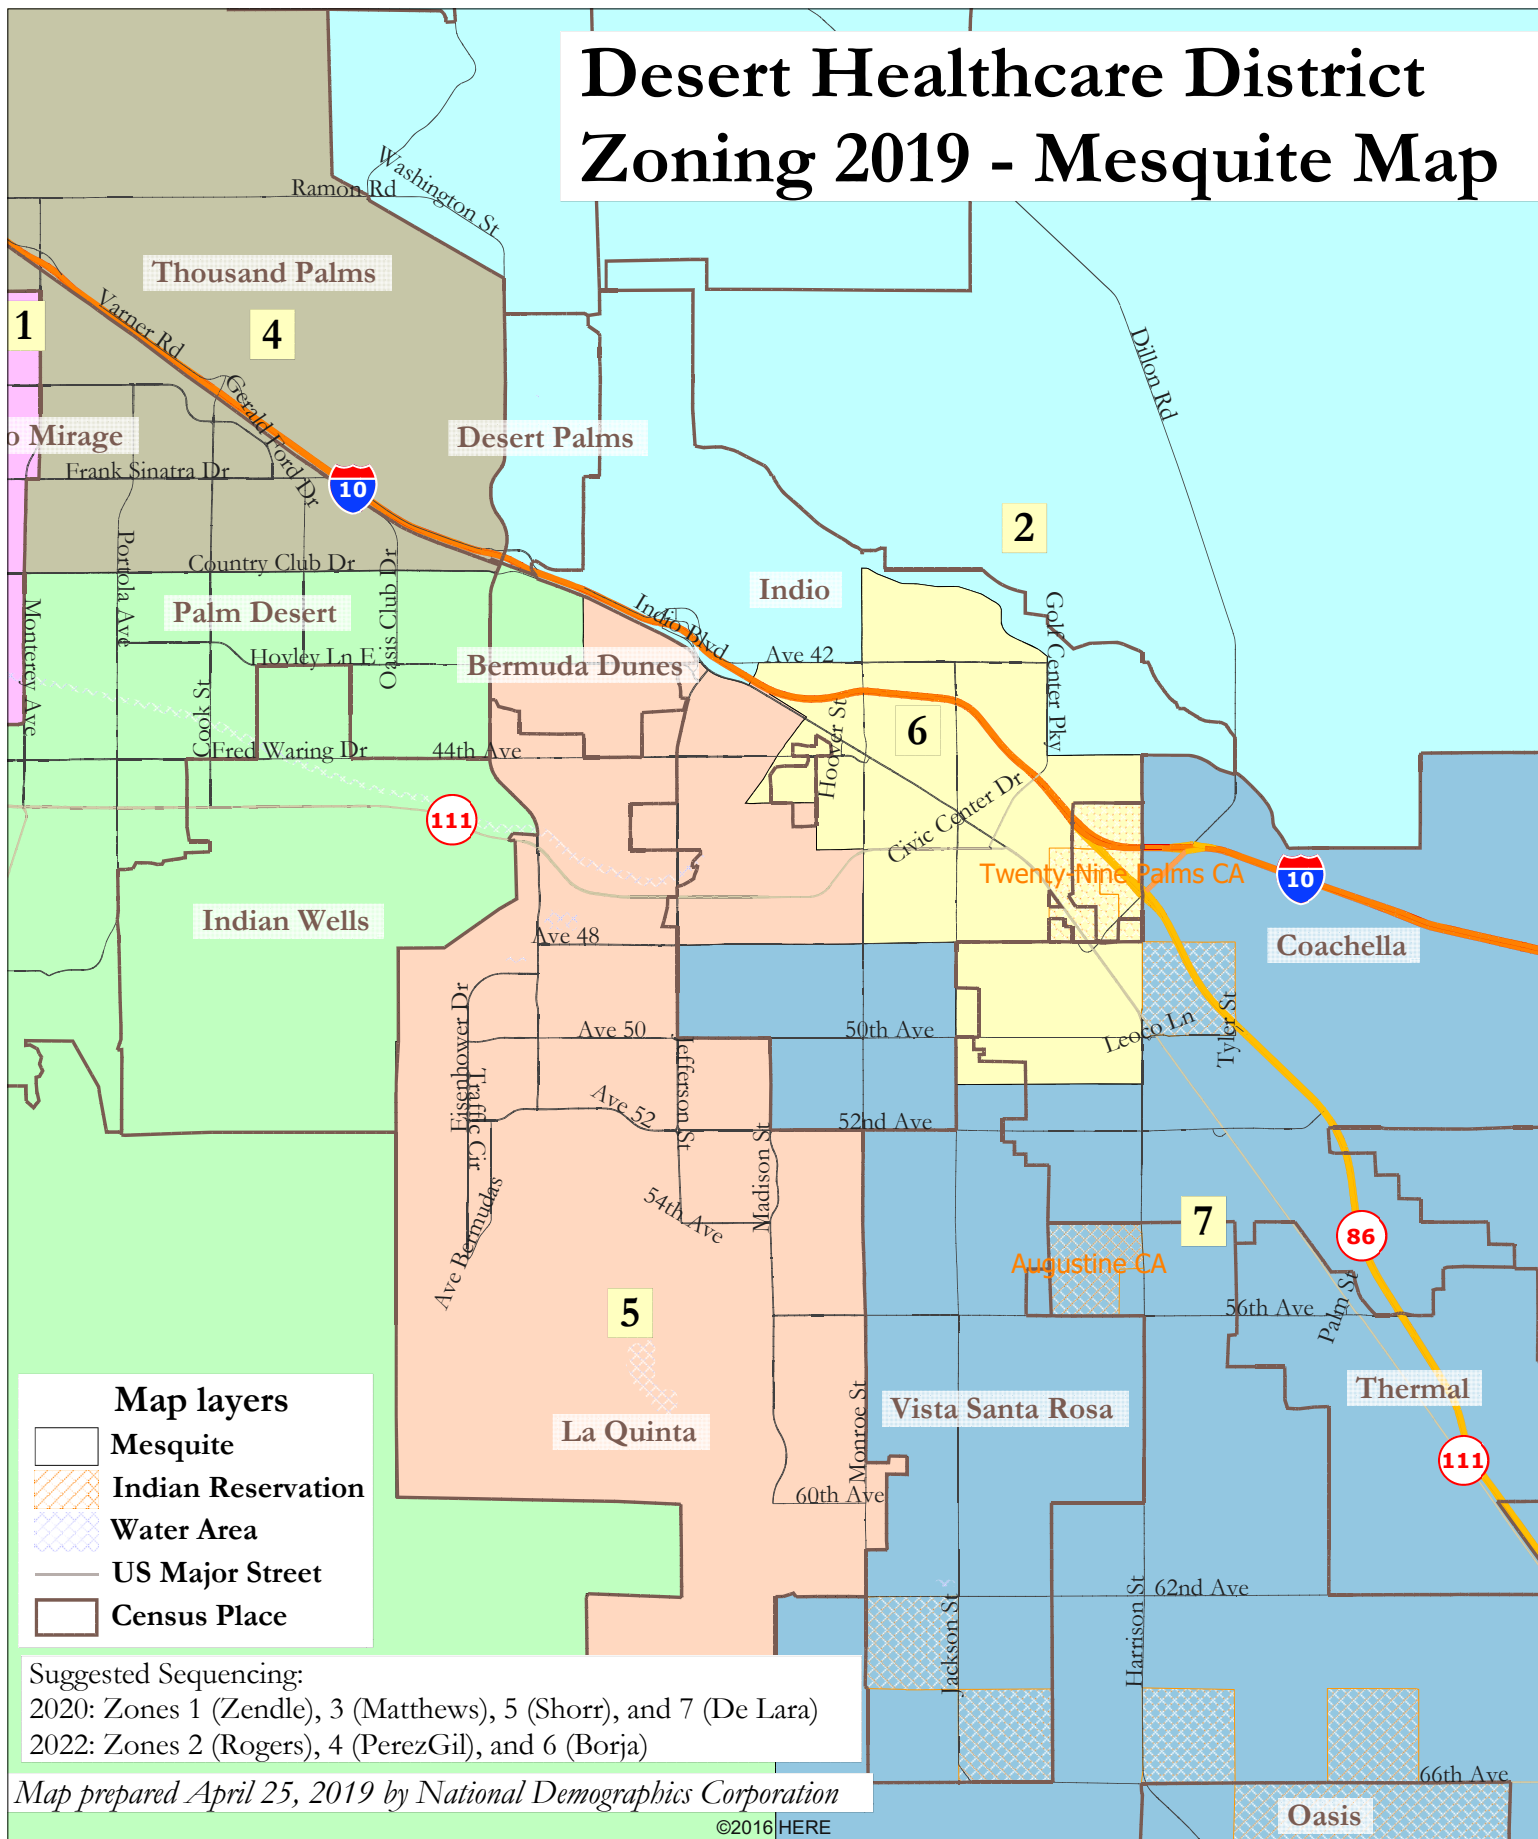 Desert Healthcare District
Zoning 2019 - Mesquite Map
Washington St
Ramon Rd
Thousand Palms
1
4
Varner Rd
Gerald Ford Dr
Dillon Rd
o Mirage
Desert Palms
Frank Sinatra Dr
10
2
Portola Ave
Country Club Dr
Oasis Club Dr
Indio
Monterey Ave
Palm Desert
Indio Blvd
Golf Center Pky
Hovley Ln E
Bermuda Dunes
Ave 42
Cook St
Hoover St
6
Fred Waring Dr
44th Ave
111
Civic Center Dr
Twenty-Nine Palms CA
10
Indian Wells
Ave 48
Coachella
Eisenhower Dr
Ave 50
50th Ave
Leoco Ln
Tyler St
Jefferson St
Traffic Cir
Ave 52
52nd Ave
Madison St
54th Ave
Ave Bermudas
7
86
Augustine CA
5
56th Ave
Palm St
Thermal
Vista Santa Rosa
La Quinta
Monroe St
111
60th Ave
62nd Ave
Jackson St
Harrison St
66th Ave
Oasis
Map layers
Mesquite
Indian Reservation
Water Area
US Major Street
Census Place
Suggested Sequencing:
2020: Zones 1 (Zendle), 3 (Matthews), 5 (Shorr), and 7 (De Lara)
2022: Zones 2 (Rogers), 4 (PerezGil), and 6 (Borja)
Map prepared April 25, 2019 by National Demographics Corporation
©2016 HERE